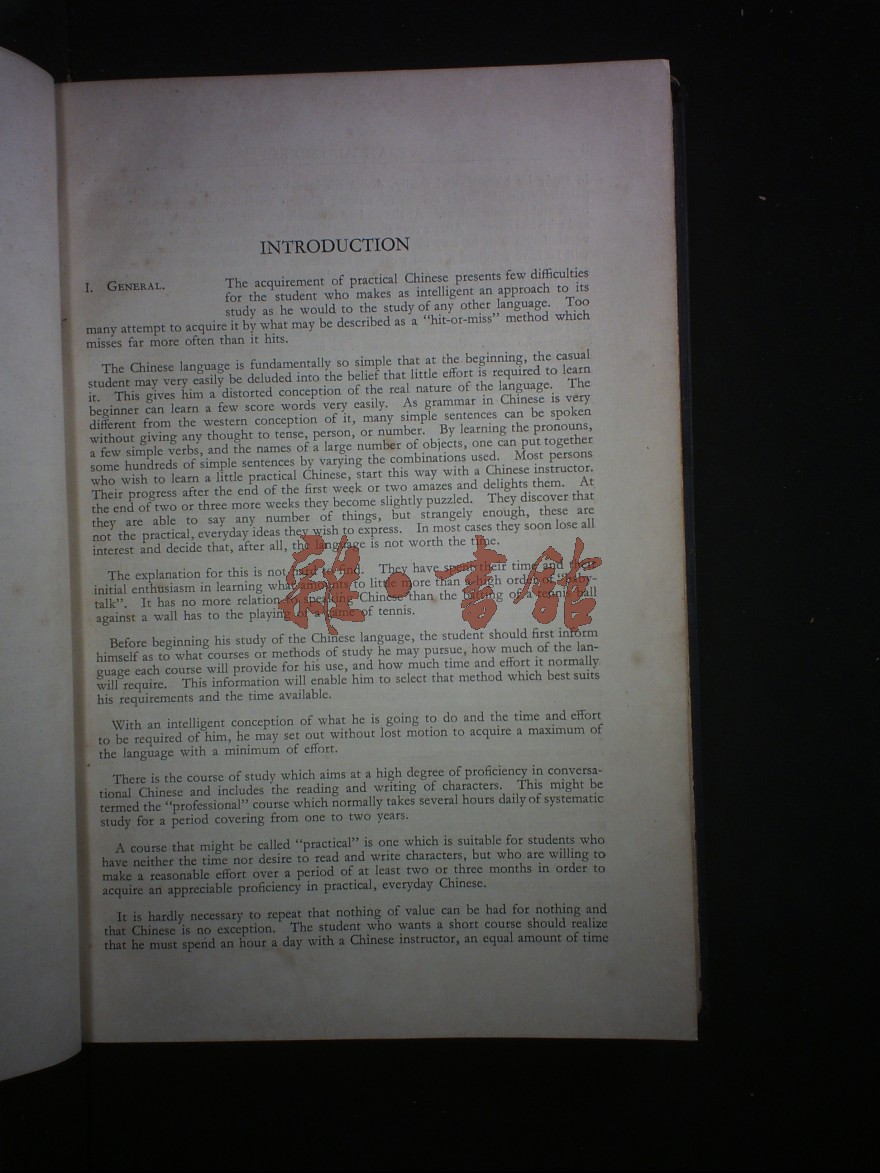 INTRODUCTION
I. GENERAL. The acquirement of practical Chinese presents few difficulties
for the student who makes as intelligent an approach to its
study as he would to the study of any other language. Too
many attempt to acquire it by what may be described as a "hit-or-miss" method which
misses far more often than it hits.
The Chinese language is fundamentally so simple that at the beginning, the casual
student may very easily be deluded into the belief that little effort is required to learn
it. This gives him a distorted conception of the real nature of the language. The
beginner can learn a few score words very easily. As grammar in Chinese is very
different from the western conception of it, many simple sentences can be spoken
without giving any thought to tense, person, or number. By learning the pronouns,
a few simple verbs, and the names of a large number of objects, one can put together
some hundreds of simple sentences by varying the combinations used. Most persons
who wish to learn a little practical Chinese, start this way with a Chinese instructor.
Their progress after the end of the first week or two amazes and delights them. At
the end of two or three more weeks they become slightly puzzled. They discover that
they are able to say any number of things, but strangely enough, these are
not the practical, everyday ideas they wish to express. In most cases they soon lose all
interest and decide that, after all, the language is not worth the time.
The explanation for this is not hard to find. They have spent their time and their
initial enthusiasm in learning what amounts to little more than a high order of "baby-
talk". It has no more relation to speaking Chinese than the batting of a tennis ball
against a wall has to the playing of a game of tennis.
雜·書館
Before beginning his study of the Chinese language, the student should first inform
himself as to what courses or methods of study he may pursue, how much of the lan-
guage each course will provide for his use, and how much time and effort it normally
will require. This information will enable him to select that method which best suits
his requirements and the time available.
With an intelligent conception of what he is going to do and the time and effort
to be required of him, he may set out without lost motion to acquire a maximum of
the language with a minimum of effort.
There is the course of study which aims at a high degree of proficiency in conversa-
tional Chinese and includes the reading and writing of characters. This might be
termed the "professional" course which normally takes several hours daily of systematic
study for a period covering from one to two years.
A course that might be called "practical" is one which is suitable for students who
have neither the time nor desire to read and write characters, but who are willing to
make a reasonable effort over a period of at least two or three months in order to
acquire an appreciable proficiency in practical, everyday Chinese.
It is hardly necessary to repeat that nothing of value can be had for nothing and
that Chinese is no exception. The student who wants a short course should realize
that he must spend an hour a day with a Chinese instructor, an equal amount of time